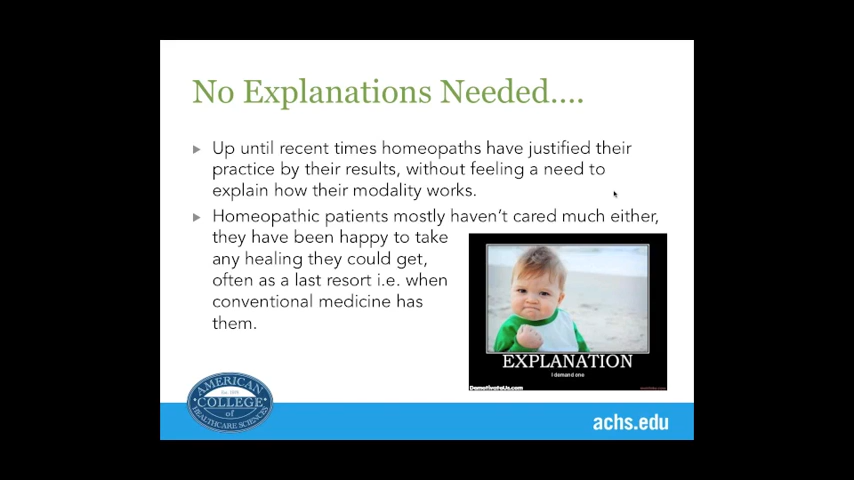 No Explanations Needed....
Up until recent times homeopaths have justified their
practice by their results, without feeling a need to
explain how their modality works.
Homeopathic patients mostly haven't cared much either,
they have been happy to take
any healing they could get,
often as a last resort i.e. when
conventional medicine has
them.
EXPLANATION
I demand one
AMERICAN
COLLEGE
of
HEALTHCARE SCIENCES
achs.edu